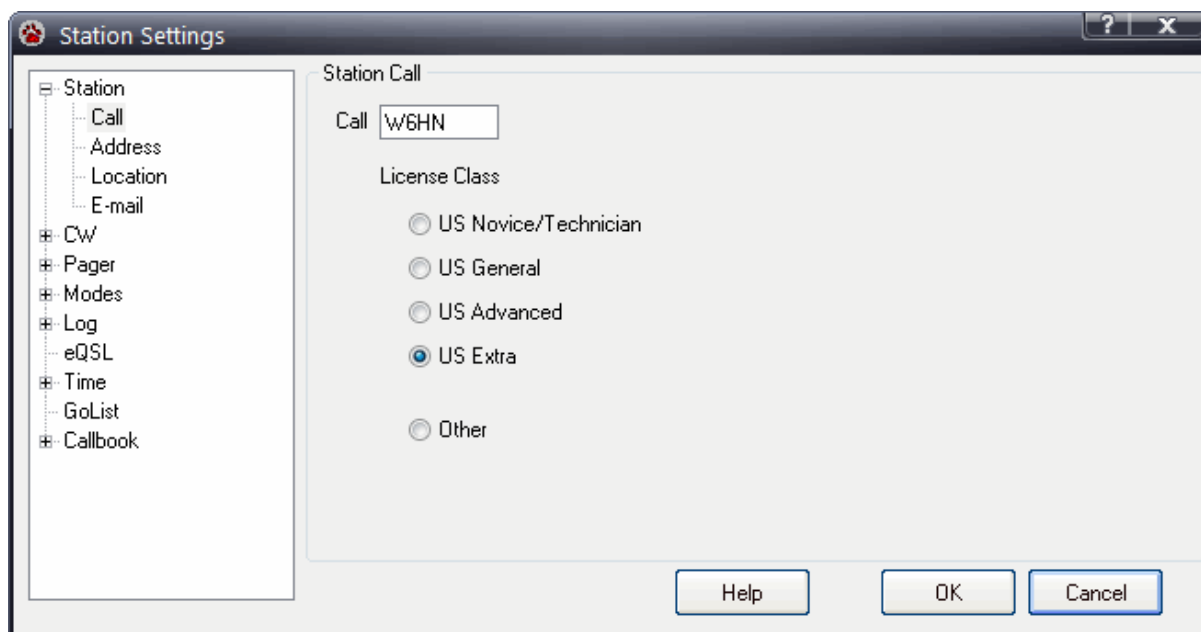 Station Settings
?
X
Station
Call
Address
Location
E-mail
CW
Pager
Modes
Log
eQSL
Time
GoList
Callbook
Station Call
Call W6HN
License Class
US Novice/Technician
US General
US Advanced
US Extra
Other
Help
OK
Cancel